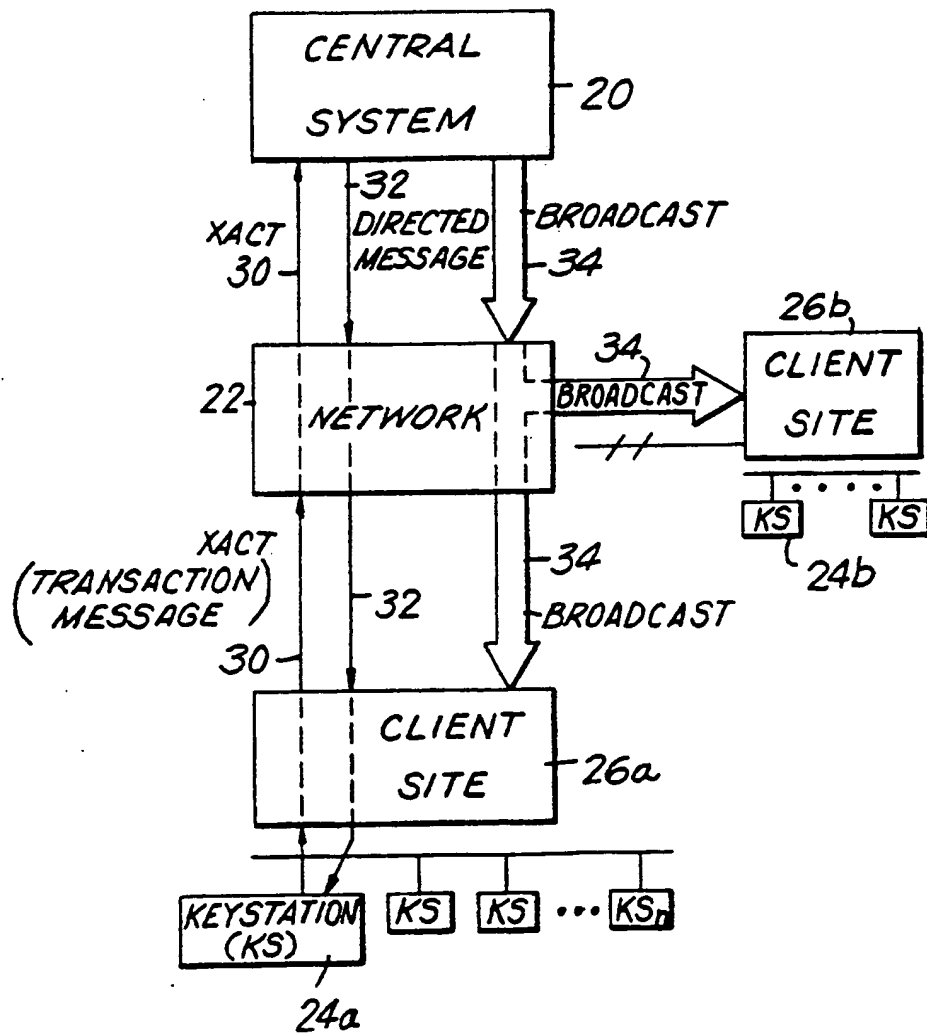 CENTRAL
SYSTEM
20
32
DIRECTED
MESSAGE
BROADCAST
34
XACT
30
26b
CLIENT
SITE
34
BROADCAST
22
NETWORK
KS
KS
24b
XACT
(TRANSACTION
MESSAGE)
30
32
34
BROADCAST
CLIENT
SITE
26a
KEYSTATION
(KS)
KS
KS
KSn
24a